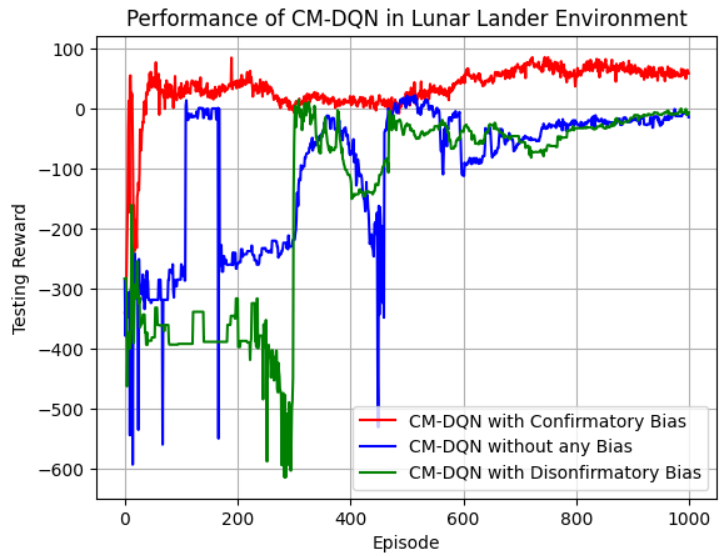 Performance of CM-DQN in Lunar Lander Environment
100
0
−100
−200
−300
−400
−500
−600
Testing Reward
CM-DQN with Confirmatory Bias
CM-DQN without any Bias
CM-DQN with Disonfirmatory Bias
0 200 400 600 800 1000
Episode